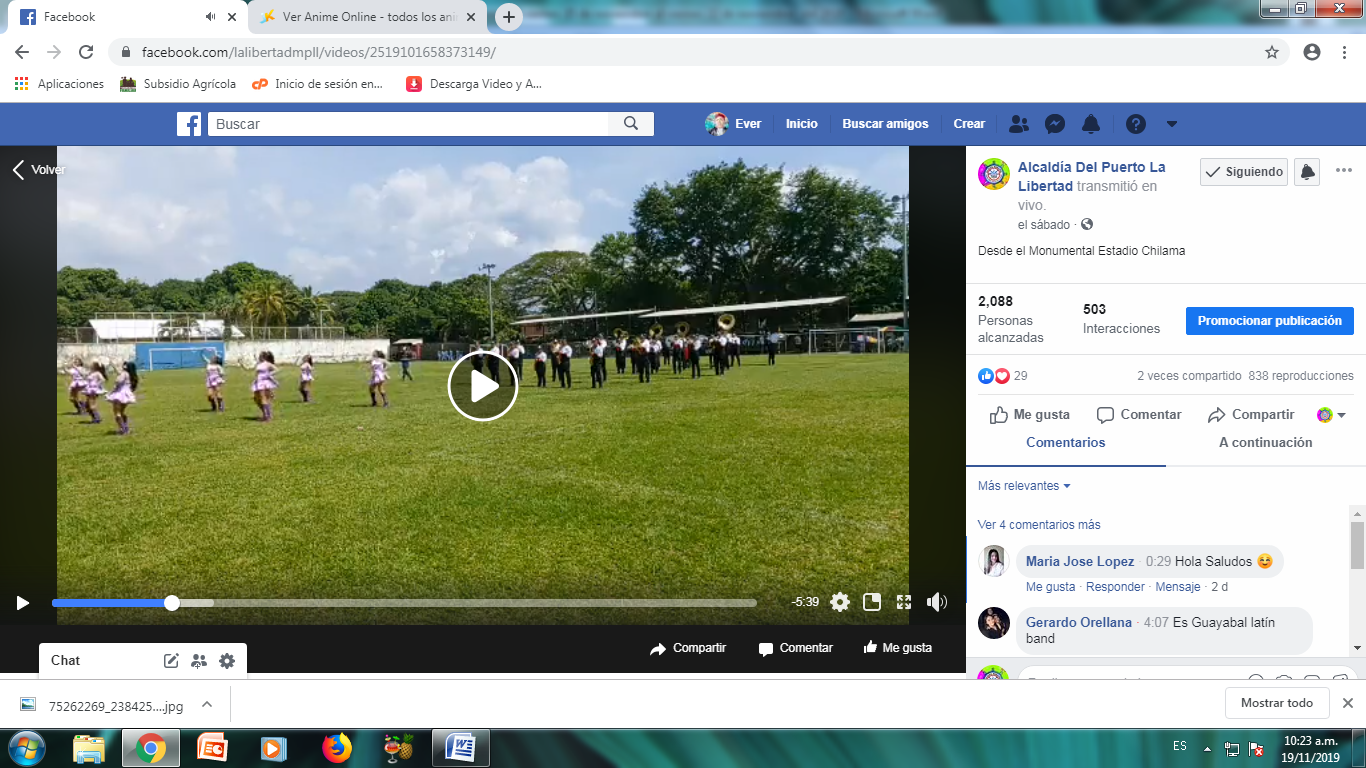 Facebook
Ver Anime Online - todos los ani
facebook.com/lalibertadmpll/videos/2519101658373149/
Aplicaciones
Subsidio Agrícola
Inicio de sesión en...
Descarga Video y A...
Buscar
Ever
Inicio
Buscar amigos
Crear
Volver
Alcaldía Del Puerto La
Libertad transmitió en
vivo.
el sábado ·
Siguiendo
Desde el Monumental Estadio Chilama
2,088
Personas
alcanzadas
503
Interacciones
Promocionar publicación
29
2 veces compartido 838 reproducciones
Me gusta
Comentar
Compartir
Comentarios
A continuación
Más relevantes
Ver 4 comentarios más
Maria Jose Lopez · 0:29 Hola Saludos 😊
Me gusta · Responder · Mensaje · 2 d
Gerardo Orellana · 4:07 Es Guayabal latín
band
-5:39
Compartir
Comentar
Me gusta
Chat
75262269_238425....jpg
Mostrar todo
ES
10:23 a.m.
19/11/2019